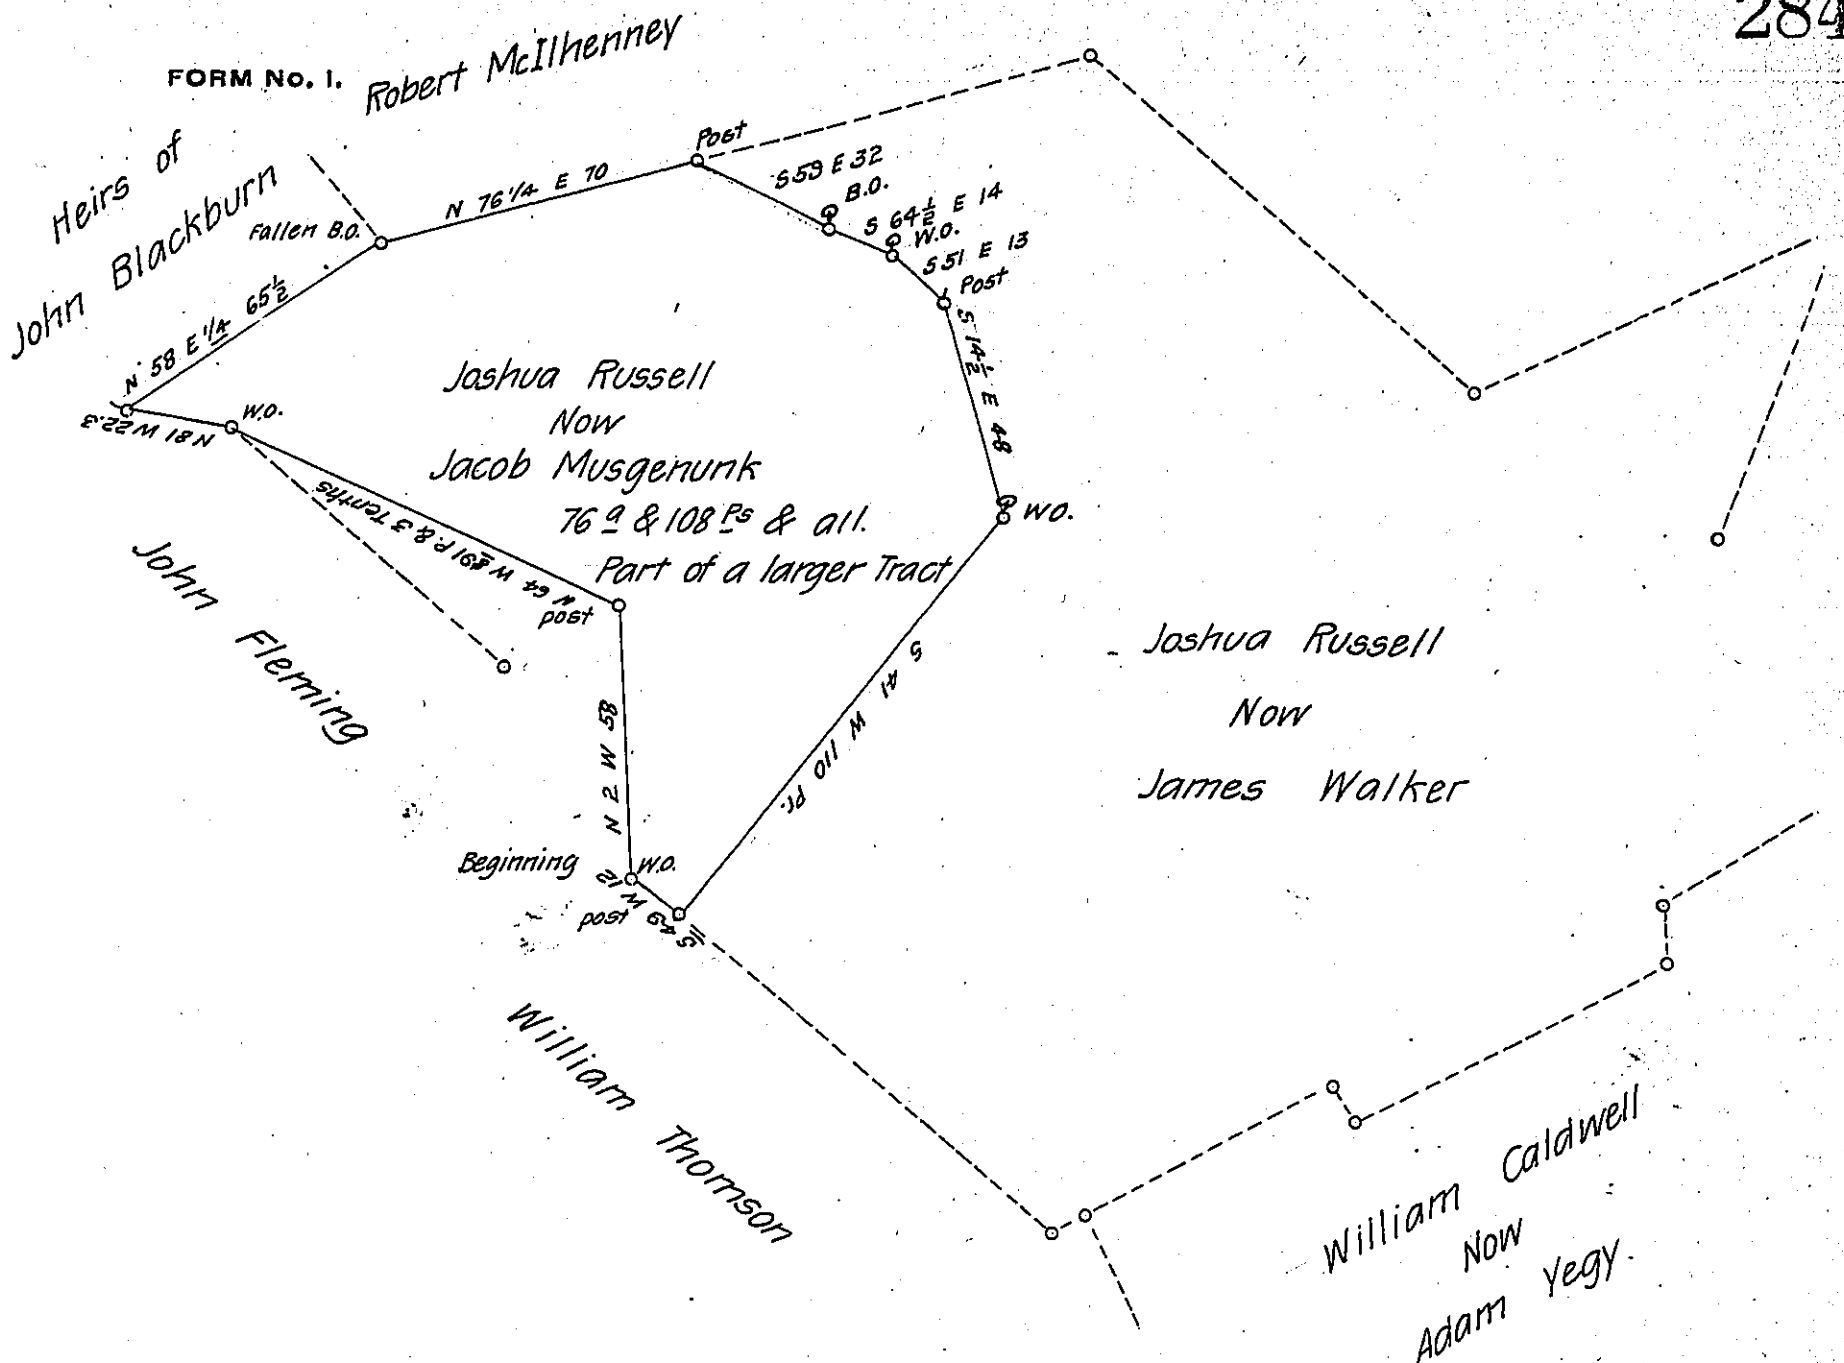 284
FORM No. 1.
Robert McIlhenney
Heirs of
John Blackburn
Fallen B.O.
N 76 1/4 E 70
Post
S 59 E 32
B.O.
S 64 1/2 E 14
W.O.
S 51 E 13
Post
S 14 1/2 E 48
W.O.
N 58 E 1/4 65 1/2
N 81 W 22.3
W.O.
Joshua Russell
Now
Jacob Musgenunk
76 a & 108 Ps & all.
Part of a larger Tract
N 64 W 891 P. & 3 Tenths
post
John Fleming
S 41 W 110 Pr.
N 2 W 58
Beginning
W.O.
post
S 49 W 12
Joshua Russell
Now
James Walker
William Thomson
William Caldwell
Now
Adam Yegy.